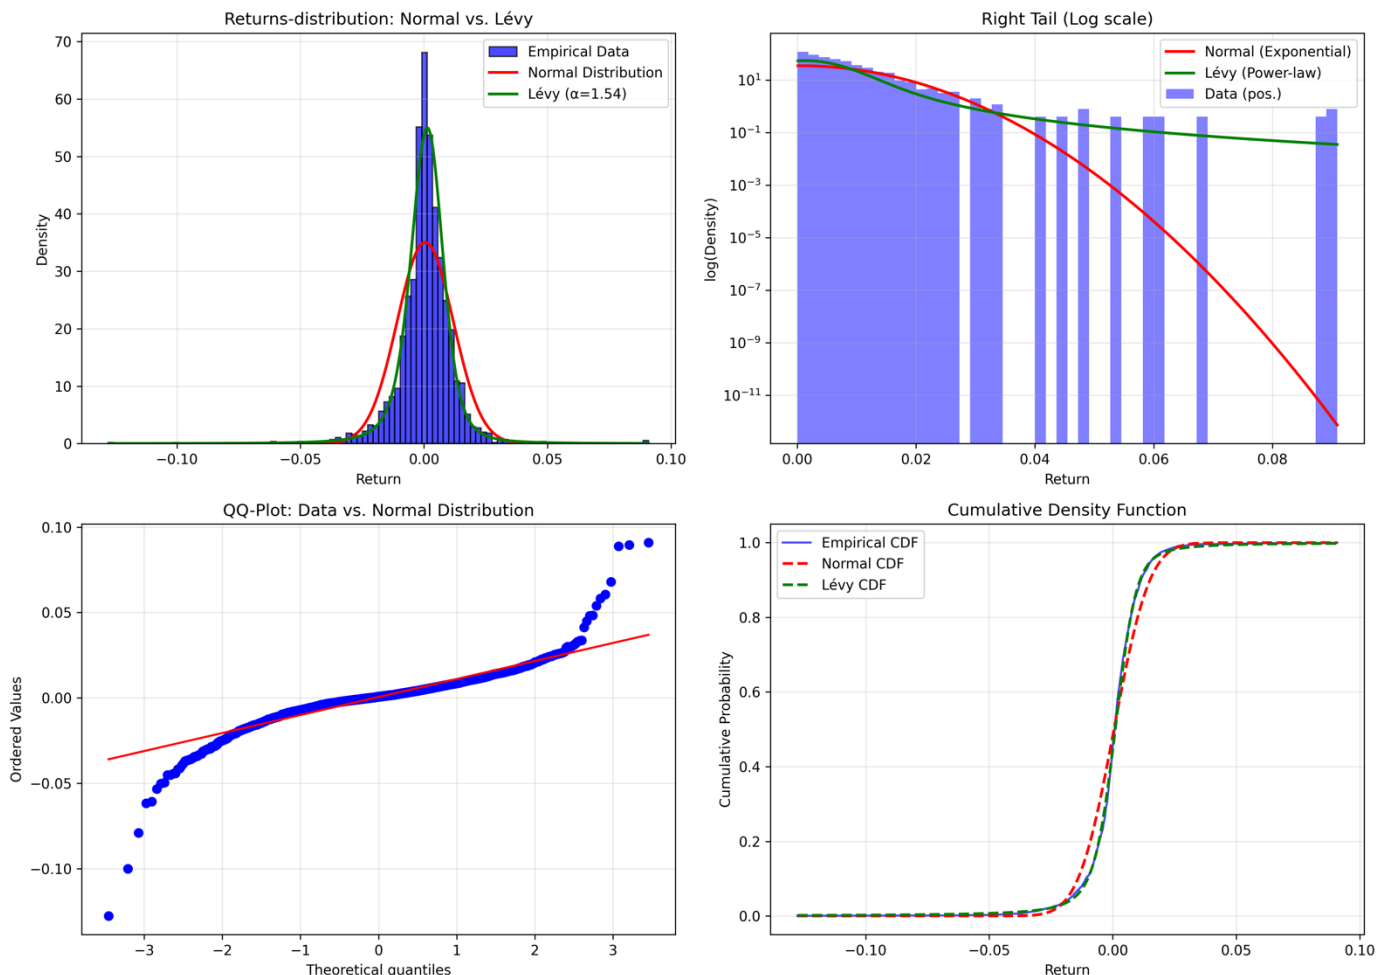 Returns-distribution: Normal vs. Lévy
70
60
50
40
30
20
10
0
Density
Empirical Data
Normal Distribution
Lévy (α=1.54)
−0.10
−0.05
0.00
0.05
0.10
Return
Right Tail (Log scale)
10¹
10⁻¹
10⁻³
10⁻⁵
10⁻⁷
10⁻⁹
10⁻¹¹
log(Density)
Normal (Exponential)
Lévy (Power-law)
Data (pos.)
0.00
0.02
0.04
0.06
0.08
Return
QQ-Plot: Data vs. Normal Distribution
0.10
0.05
0.00
−0.05
−0.10
Ordered Values
−3
−2
−1
0
1
2
3
Theoretical quantiles
Cumulative Density Function
1.0
0.8
0.6
0.4
0.2
0.0
Cumulative Probability
Empirical CDF
Normal CDF
Lévy CDF
−0.10
−0.05
0.00
0.05
0.10
Return